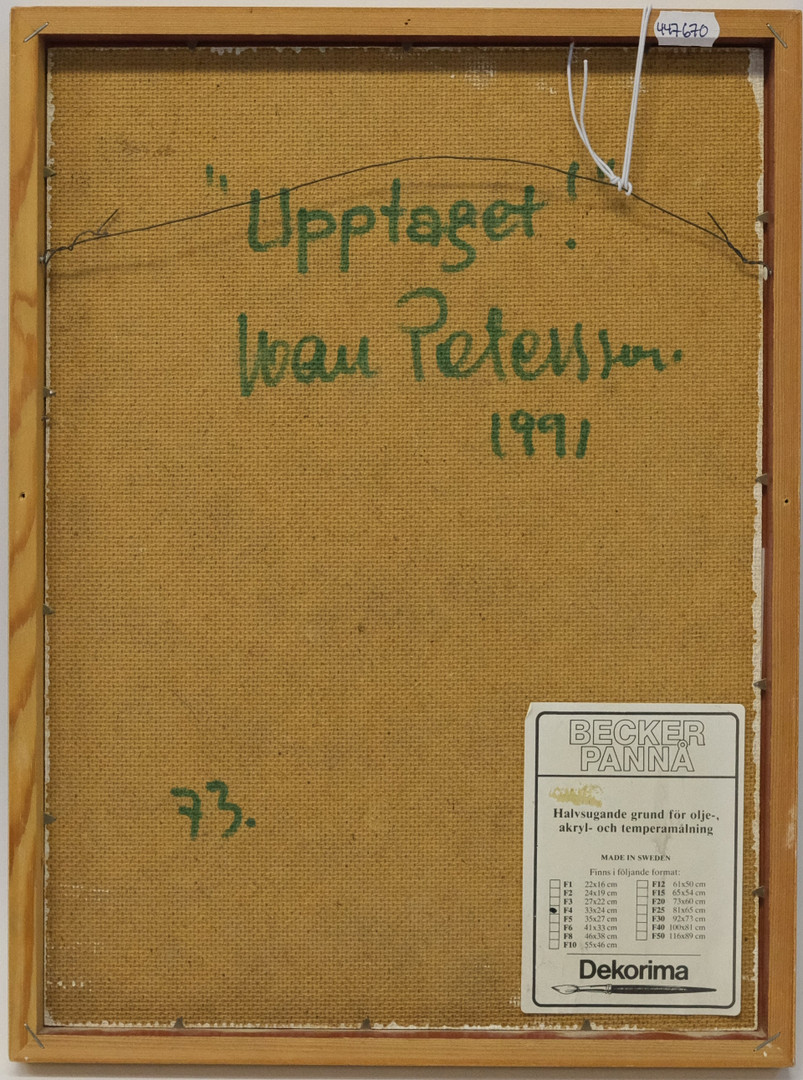 447670
"Upptaget!"
Ivan Petersson.
1991
73.
BECKER
PANNÅ
Halvsugande grund för olje-,
akryl- och temperamålning
MADE IN SWEDEN
Finns i följande format:
F1 22x16 cm
F2 24x19 cm
F3 27x22 cm
F4 33x24 cm
F5 35x27 cm
F6 41x33 cm
F8 46x38 cm
F10 55x46 cm
F12 61x50 cm
F15 65x54 cm
F20 73x60 cm
F25 81x65 cm
F30 92x73 cm
F40 100x81 cm
F50 116x89 cm
Dekorima